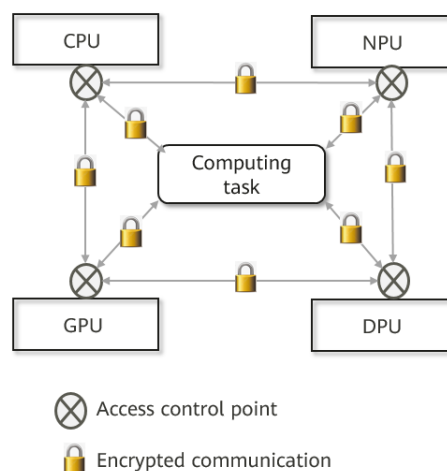 CPU
NPU
Computing
task
GPU
DPU
Access control point
Encrypted communication